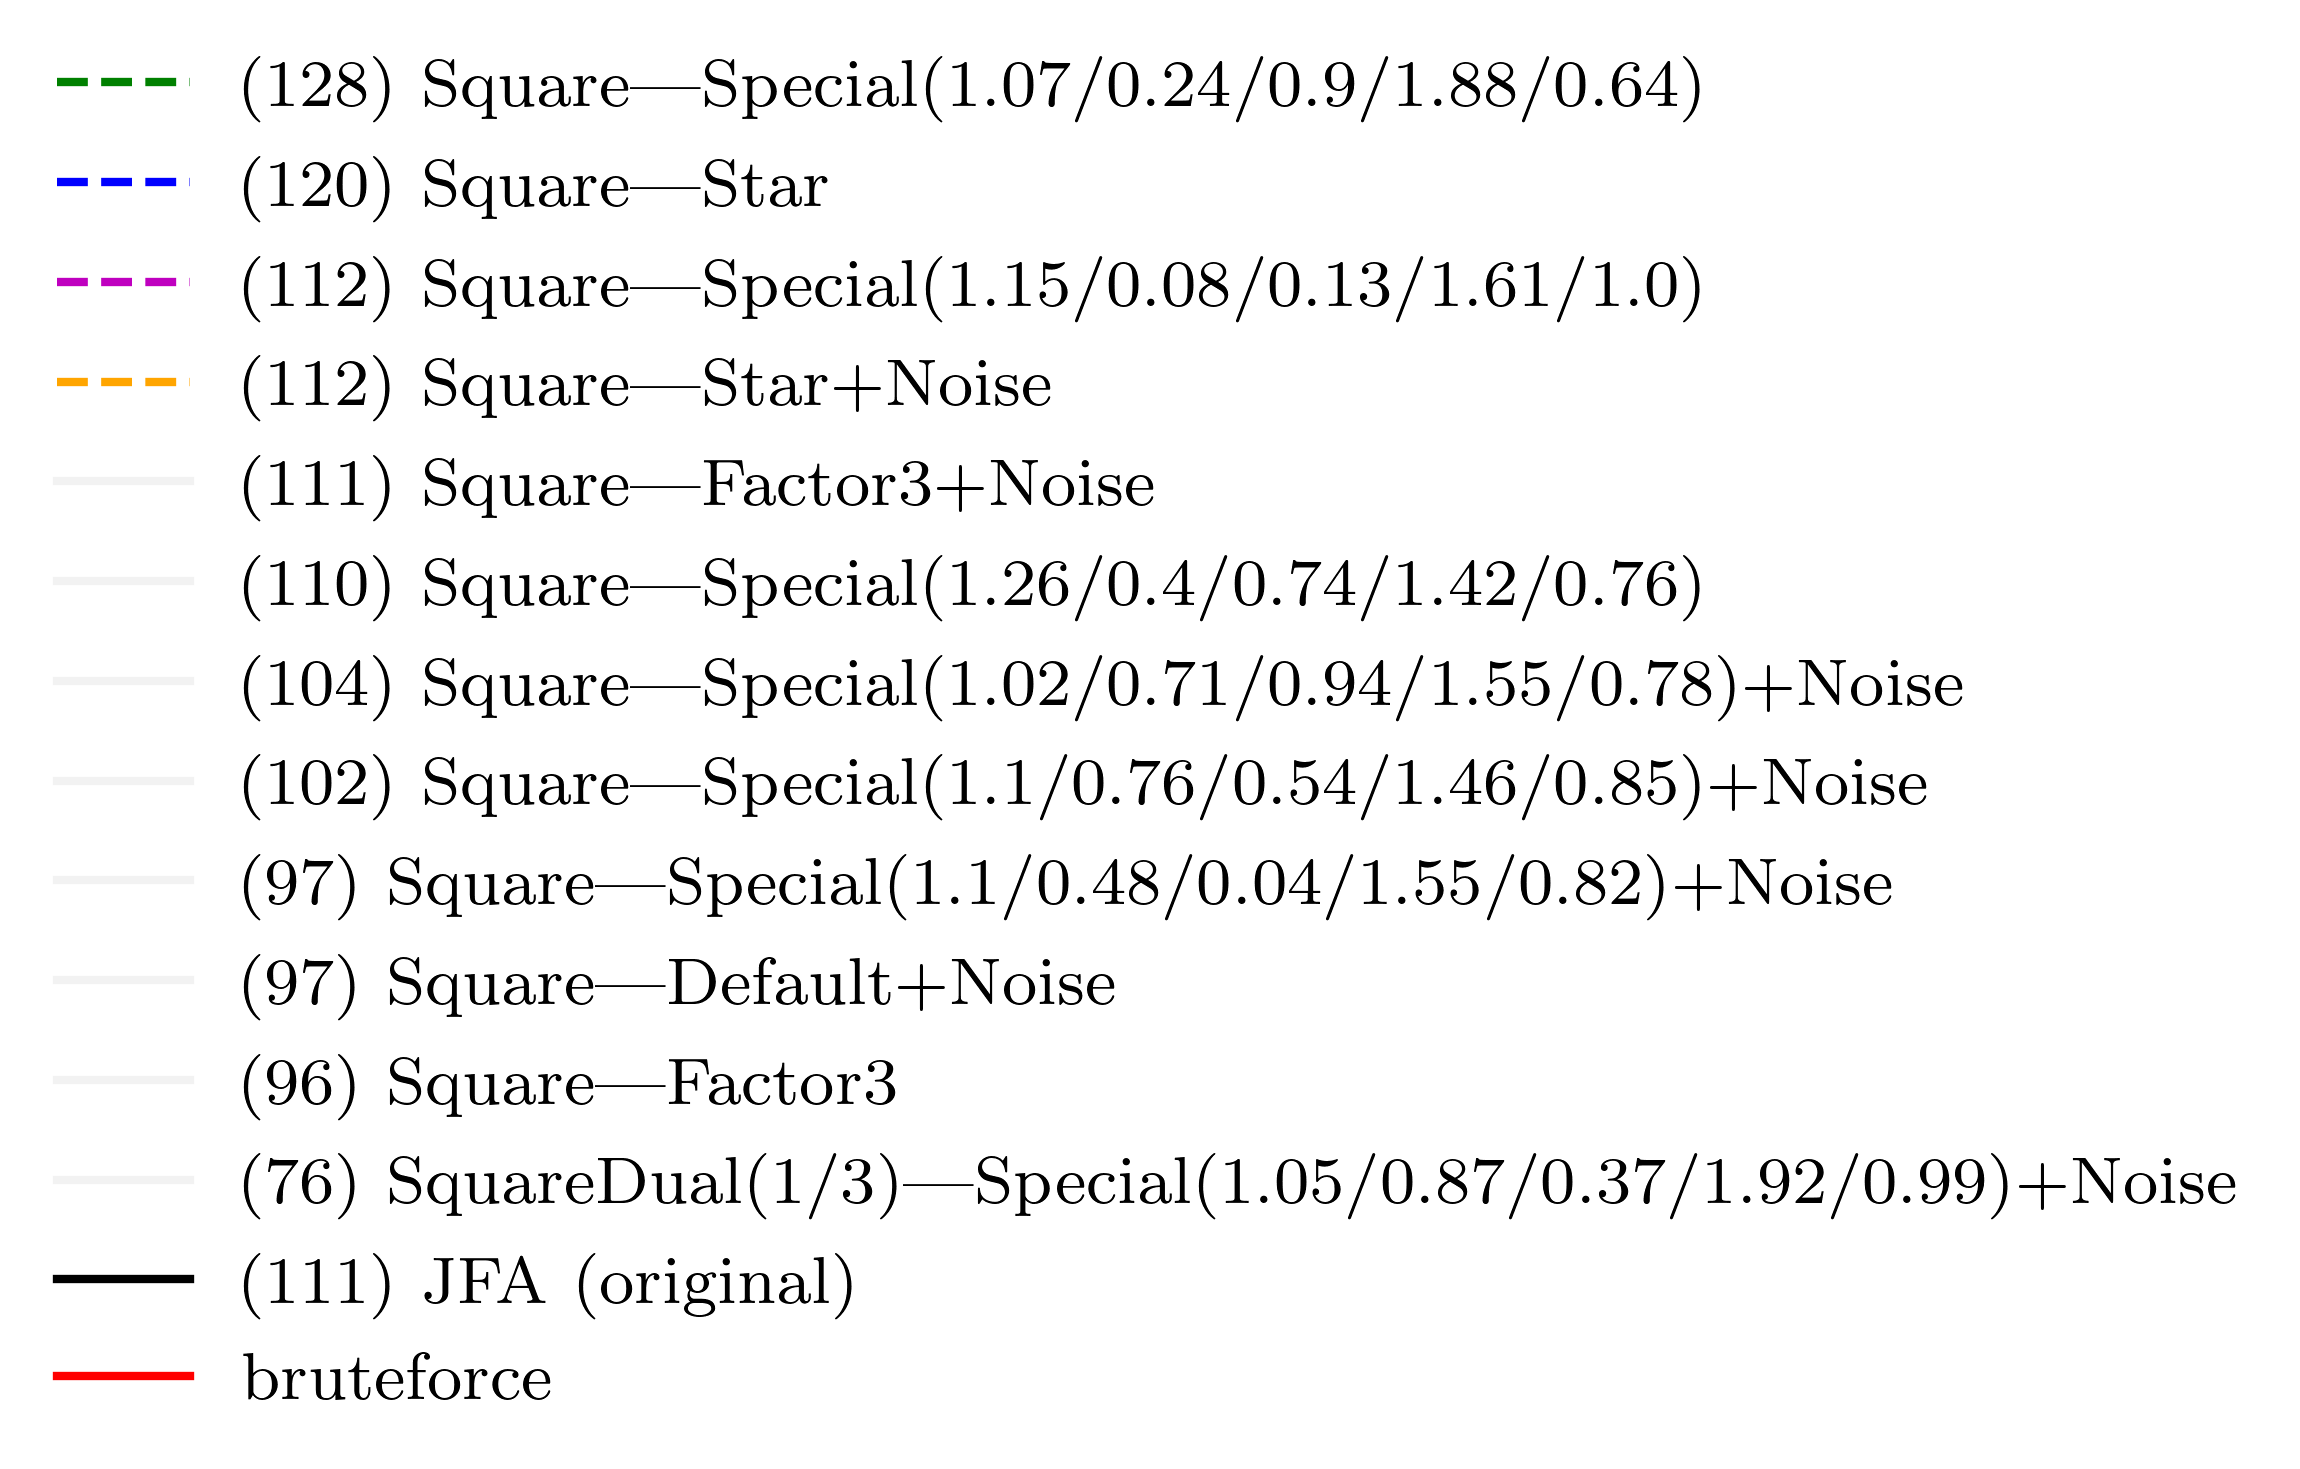 (128) Square—Special(1.07/0.24/0.9/1.88/0.64)
(120) Square—Star
(112) Square—Special(1.15/0.08/0.13/1.61/1.0)
(112) Square—Star+Noise
(111) Square—Factor3+Noise
(110) Square—Special(1.26/0.4/0.74/1.42/0.76)
(104) Square—Special(1.02/0.71/0.94/1.55/0.78)+Noise
(102) Square—Special(1.1/0.76/0.54/1.46/0.85)+Noise
(97) Square—Special(1.1/0.48/0.04/1.55/0.82)+Noise
(97) Square—Default+Noise
(96) Square—Factor3
(76) SquareDual(1/3)—Special(1.05/0.87/0.37/1.92/0.99)+Noise
(111) JFA (original)
bruteforce